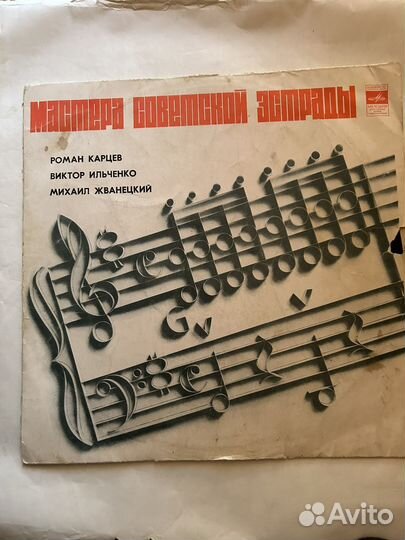 Мастера советской эстрады
РОМАН КАРЦЕВ
ВИКТОР ИЛЬЧЕНКО
МИХАИЛ ЖВАНЕЦКИЙ
Avito